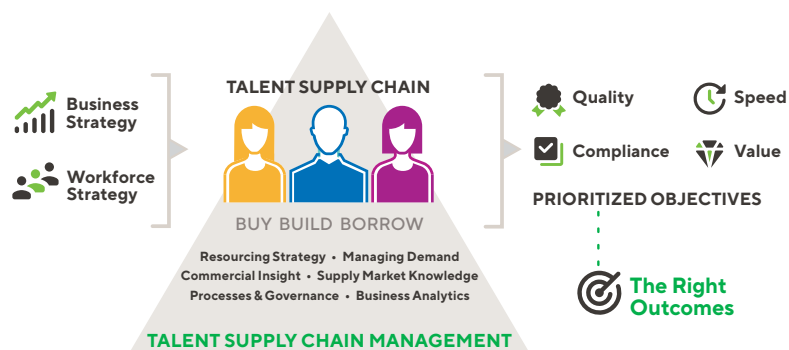 Business
Strategy
Workforce
Strategy
TALENT SUPPLY CHAIN
BUY BUILD BORROW
Resourcing Strategy • Managing Demand
Commercial Insight • Supply Market Knowledge
Processes & Governance • Business Analytics
TALENT SUPPLY CHAIN MANAGEMENT
Quality
Speed
Compliance
Value
PRIORITIZED OBJECTIVES
The Right
Outcomes